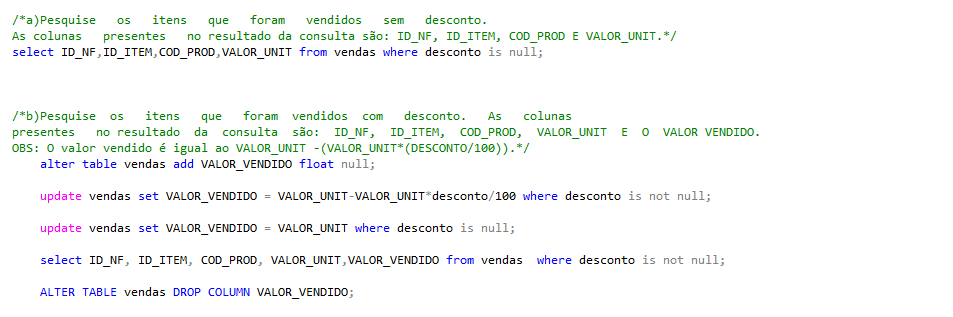 /*a)Pesquise os itens que foram vendidos sem desconto.
As colunas presentes no resultado da consulta são: ID_NF, ID_ITEM, COD_PROD E VALOR_UNIT.*/
select ID_NF,ID_ITEM,COD_PROD,VALOR_UNIT from vendas where desconto is null;
/*b)Pesquise os itens que foram vendidos com desconto. As colunas
presentes no resultado da consulta são: ID_NF, ID_ITEM, COD_PROD, VALOR_UNIT E O VALOR VENDIDO.
OBS: O valor vendido é igual ao VALOR_UNIT -(VALOR_UNIT*(DESCONTO/100)).*/
alter table vendas add VALOR_VENDIDO float null;
update vendas set VALOR_VENDIDO = VALOR_UNIT-VALOR_UNIT*desconto/100 where desconto is not null;
update vendas set VALOR_VENDIDO = VALOR_UNIT where desconto is null;
select ID_NF, ID_ITEM, COD_PROD, VALOR_UNIT,VALOR_VENDIDO from vendas where desconto is not null;
ALTER TABLE vendas DROP COLUMN VALOR_VENDIDO;